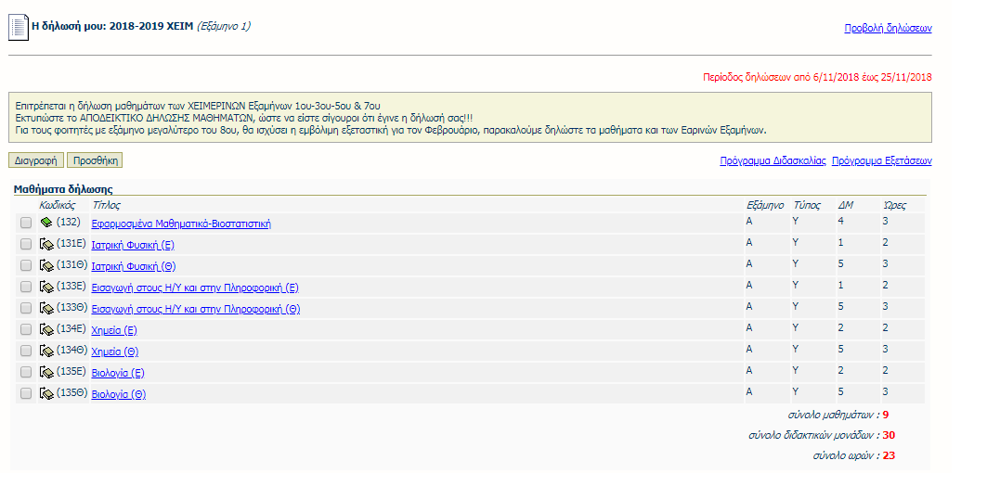 Η δήλωσή μου: 2018-2019 ΧΕΙΜ (Εξάμηνο 1)
Προβολή δηλώσεων
Περίοδος δηλώσεων από 6/11/2018 έως 25/11/2018
Επιτρέπεται η δήλωση μαθημάτων των ΧΕΙΜΕΡΙΝΩΝ Εξαμήνων 1ου-3ου-5ου & 7ου
Εκτυπώστε το ΑΠΟΔΕΙΚΤΙΚΟ ΔΗΛΩΣΗΣ ΜΑΘΗΜΑΤΩΝ, ώστε να είστε σίγουροι ότι έγινε η δήλωσή σας!!!
Για τους φοιτητές με εξάμηνο μεγαλύτερο του 8ου, θα ισχύσει η εμβόλιμη εξεταστική για τον Φεβρουάριο, παρακαλούμε δηλώστε τα μαθήματα και των Εαρινών Εξαμήνων.
Διαγραφή Προσθήκη Πρόγραμμα Διδασκαλίας Πρόγραμμα Εξετάσεων
Μαθήματα δήλωσης
Κωδικός Τίτλος Εξάμηνο Τύπος ΔΜ Ώρες
(132) Εφαρμοσμένα Μαθηματικά-Βιοστατιστική Α Υ 4 3
(131Ε) Ιατρική Φυσική (Ε) Α Υ 1 2
(131Θ) Ιατρική Φυσική (Θ) Α Υ 5 3
(133Ε) Εισαγωγή στους Η/Υ και στην Πληροφορική (Ε) Α Υ 1 2
(133Θ) Εισαγωγή στους Η/Υ και στην Πληροφορική (Θ) Α Υ 5 3
(134Ε) Χημεία (Ε) Α Υ 2 2
(134Θ) Χημεία (Θ) Α Υ 5 3
(135Ε) Βιολογία (Ε) Α Υ 2 2
(135Θ) Βιολογία (Θ) Α Υ 5 3
σύνολο μαθημάτων : 9
σύνολο διδακτικών μονάδων : 30
σύνολο ωρών : 23